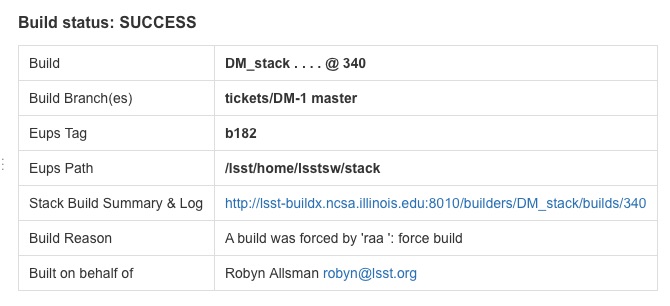 Build status: SUCCESS
Build DM_stack . . . . @ 340
Build Branch(es) tickets/DM-1 master
Eups Tag b182
Eups Path /lsst/home/lsstsw/stack
Stack Build Summary & Log http://lsst-buildx.ncsa.illinois.edu:8010/builders/DM_stack/builds/340
Build Reason A build was forced by 'raa ': force build
Built on behalf of Robyn Allsman robyn@lsst.org